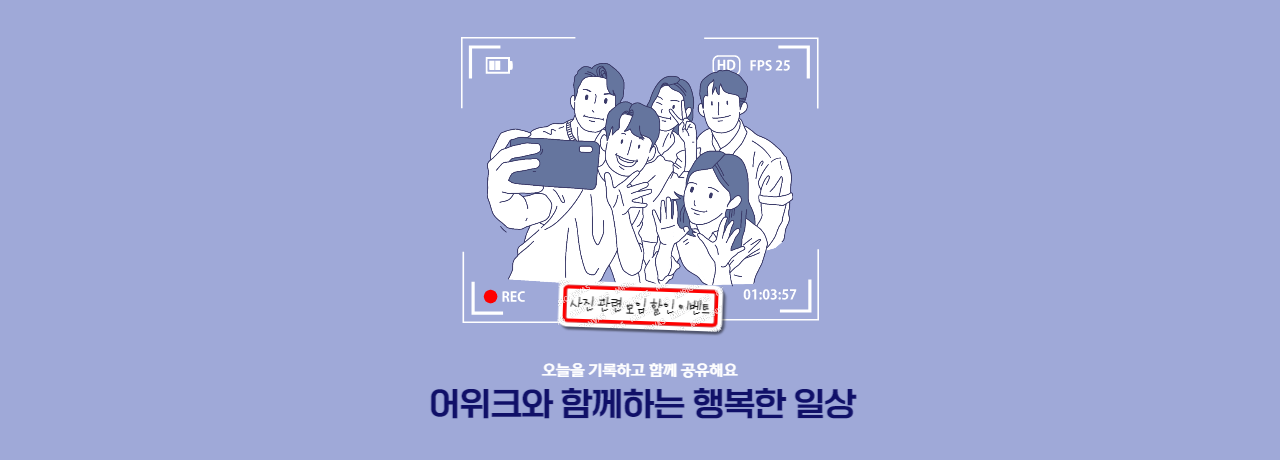 HD FPS 25
REC
사진 관련 모임 할인 이벤트
01:03:57
오늘을 기록하고 함께 공유해요
어위크와 함께하는 행복한 일상